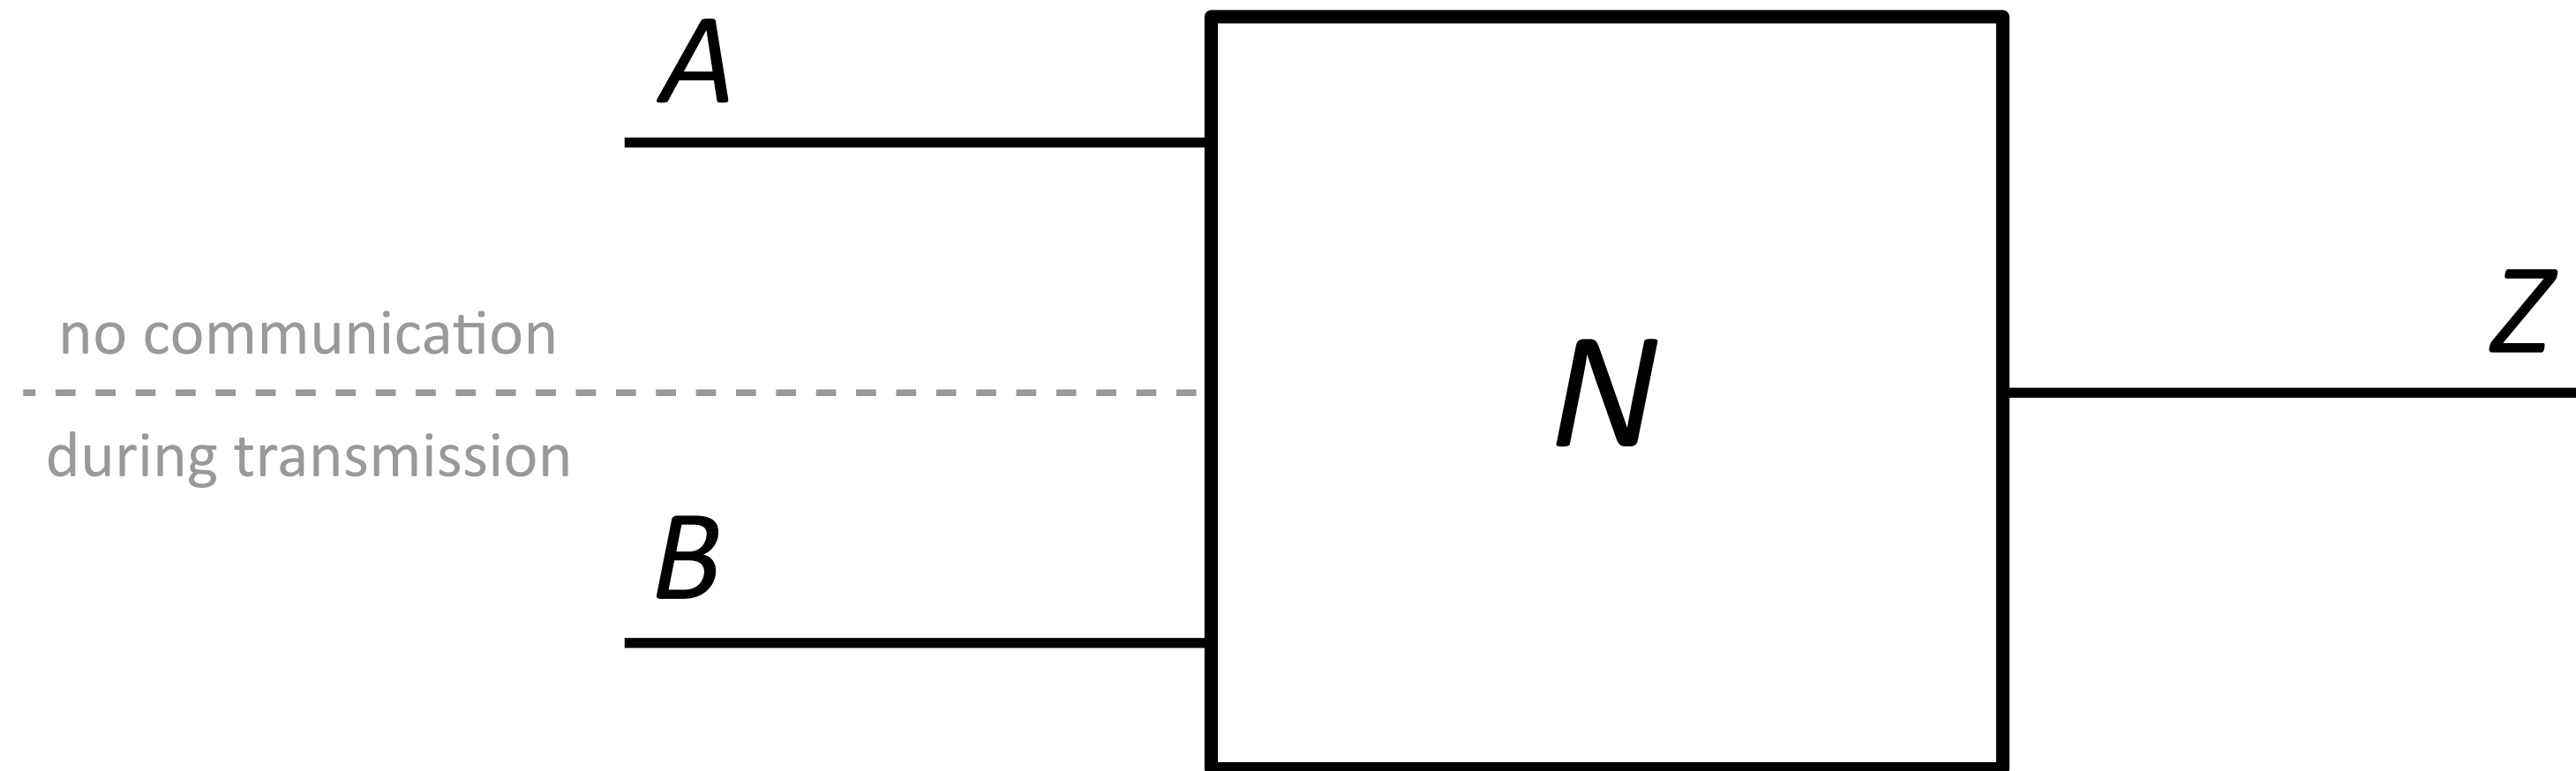 A
no communication
during transmission
B
N
Z